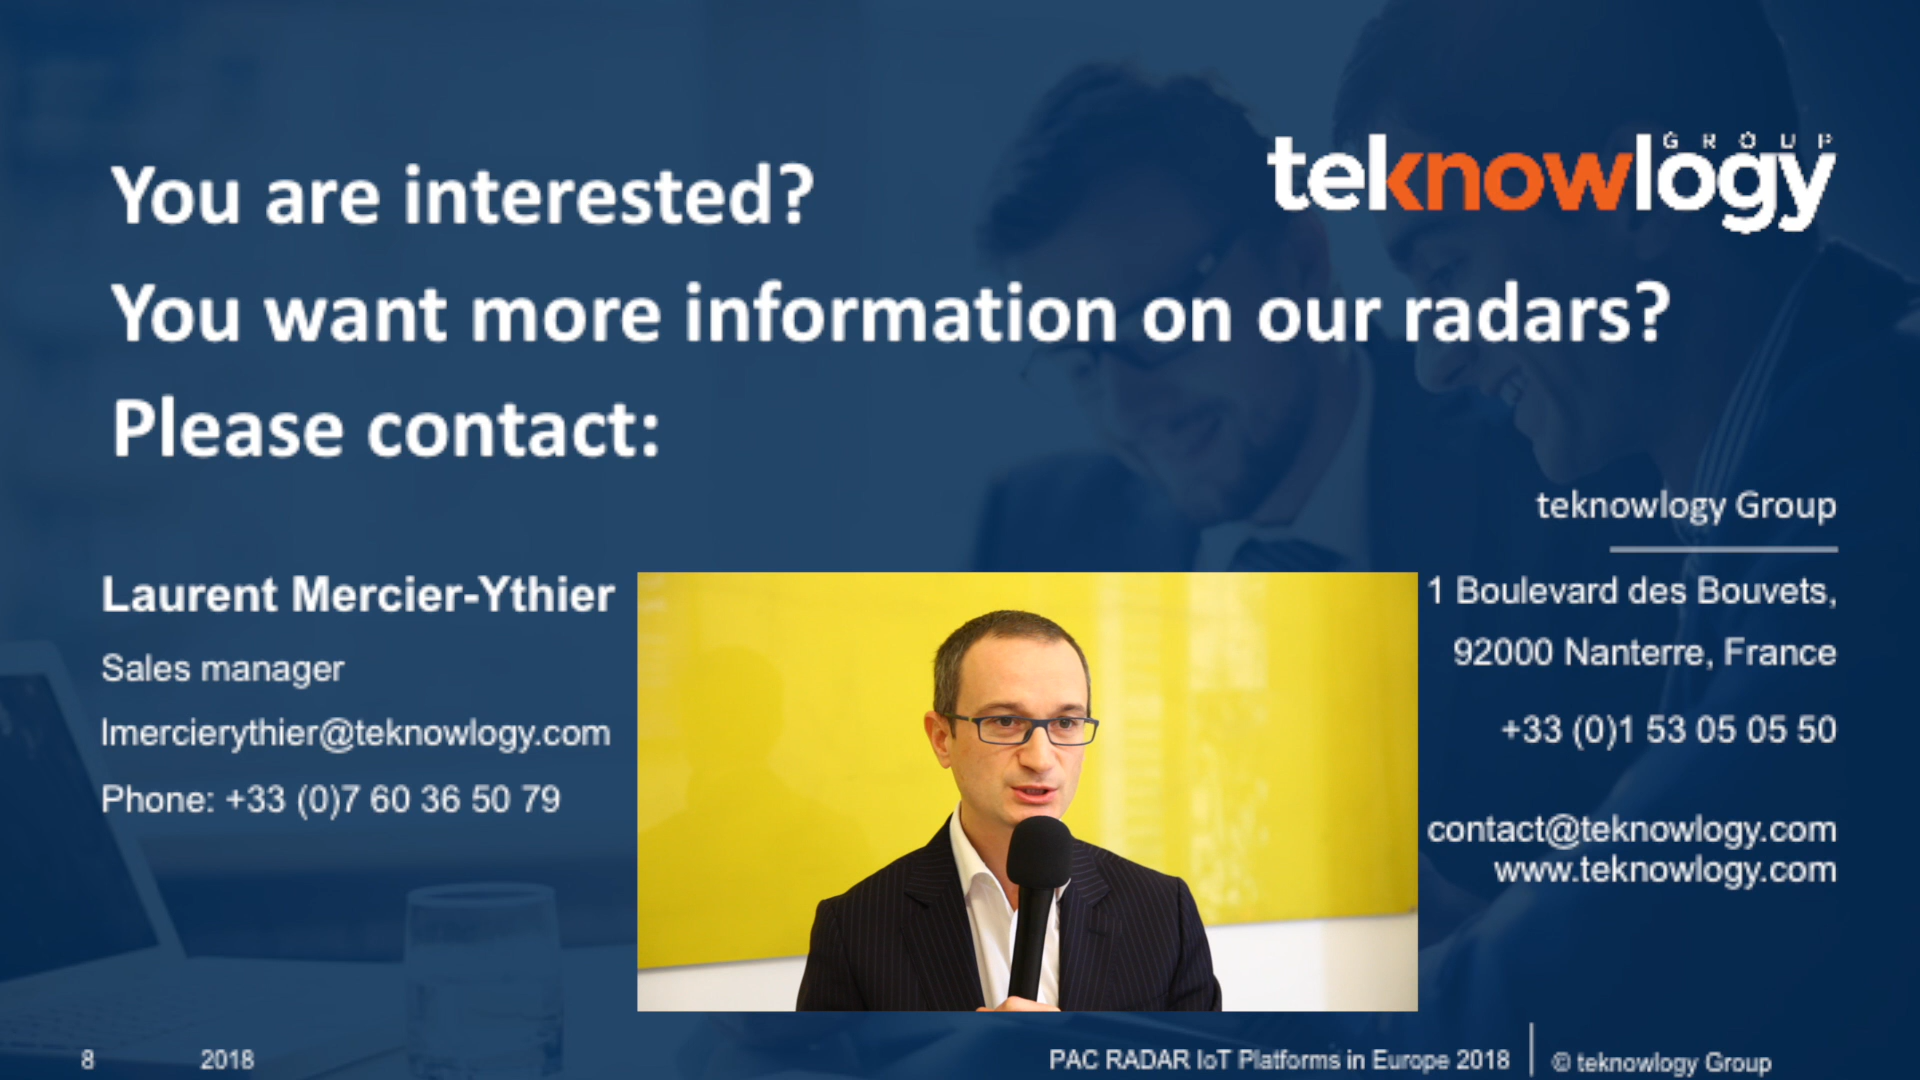 GROUP
teknowlogy
You are interested?
You want more information on our radars?
Please contact:
teknowlogy Group
Laurent Mercier-Ythier
Sales manager
lmercierythier@teknowlogy.com
Phone: +33 (0)7 60 36 50 79
1 Boulevard des Bouvets,
92000 Nanterre, France
+33 (0)1 53 05 05 50
contact@teknowlogy.com
www.teknowlogy.com
8 2018 PAC RADAR IoT Platforms in Europe 2018 © teknowlogy Group